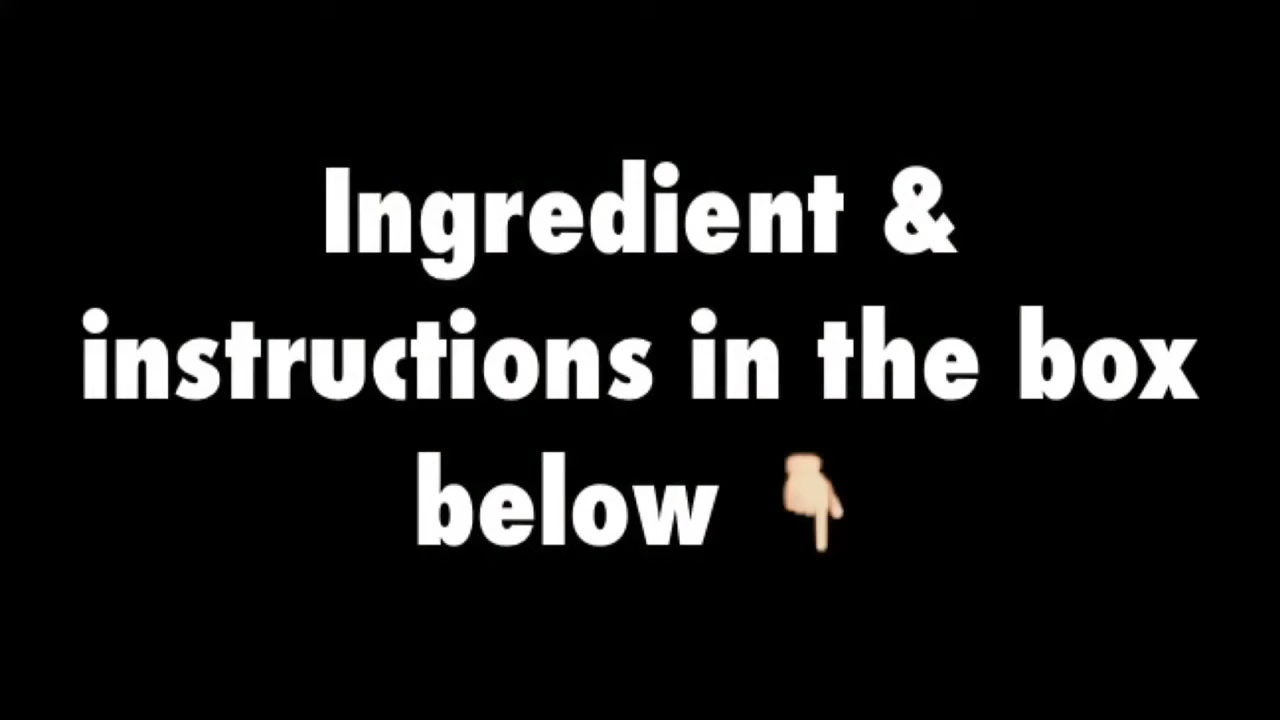 Ingredient &
instructions in the box
below 👇🏼